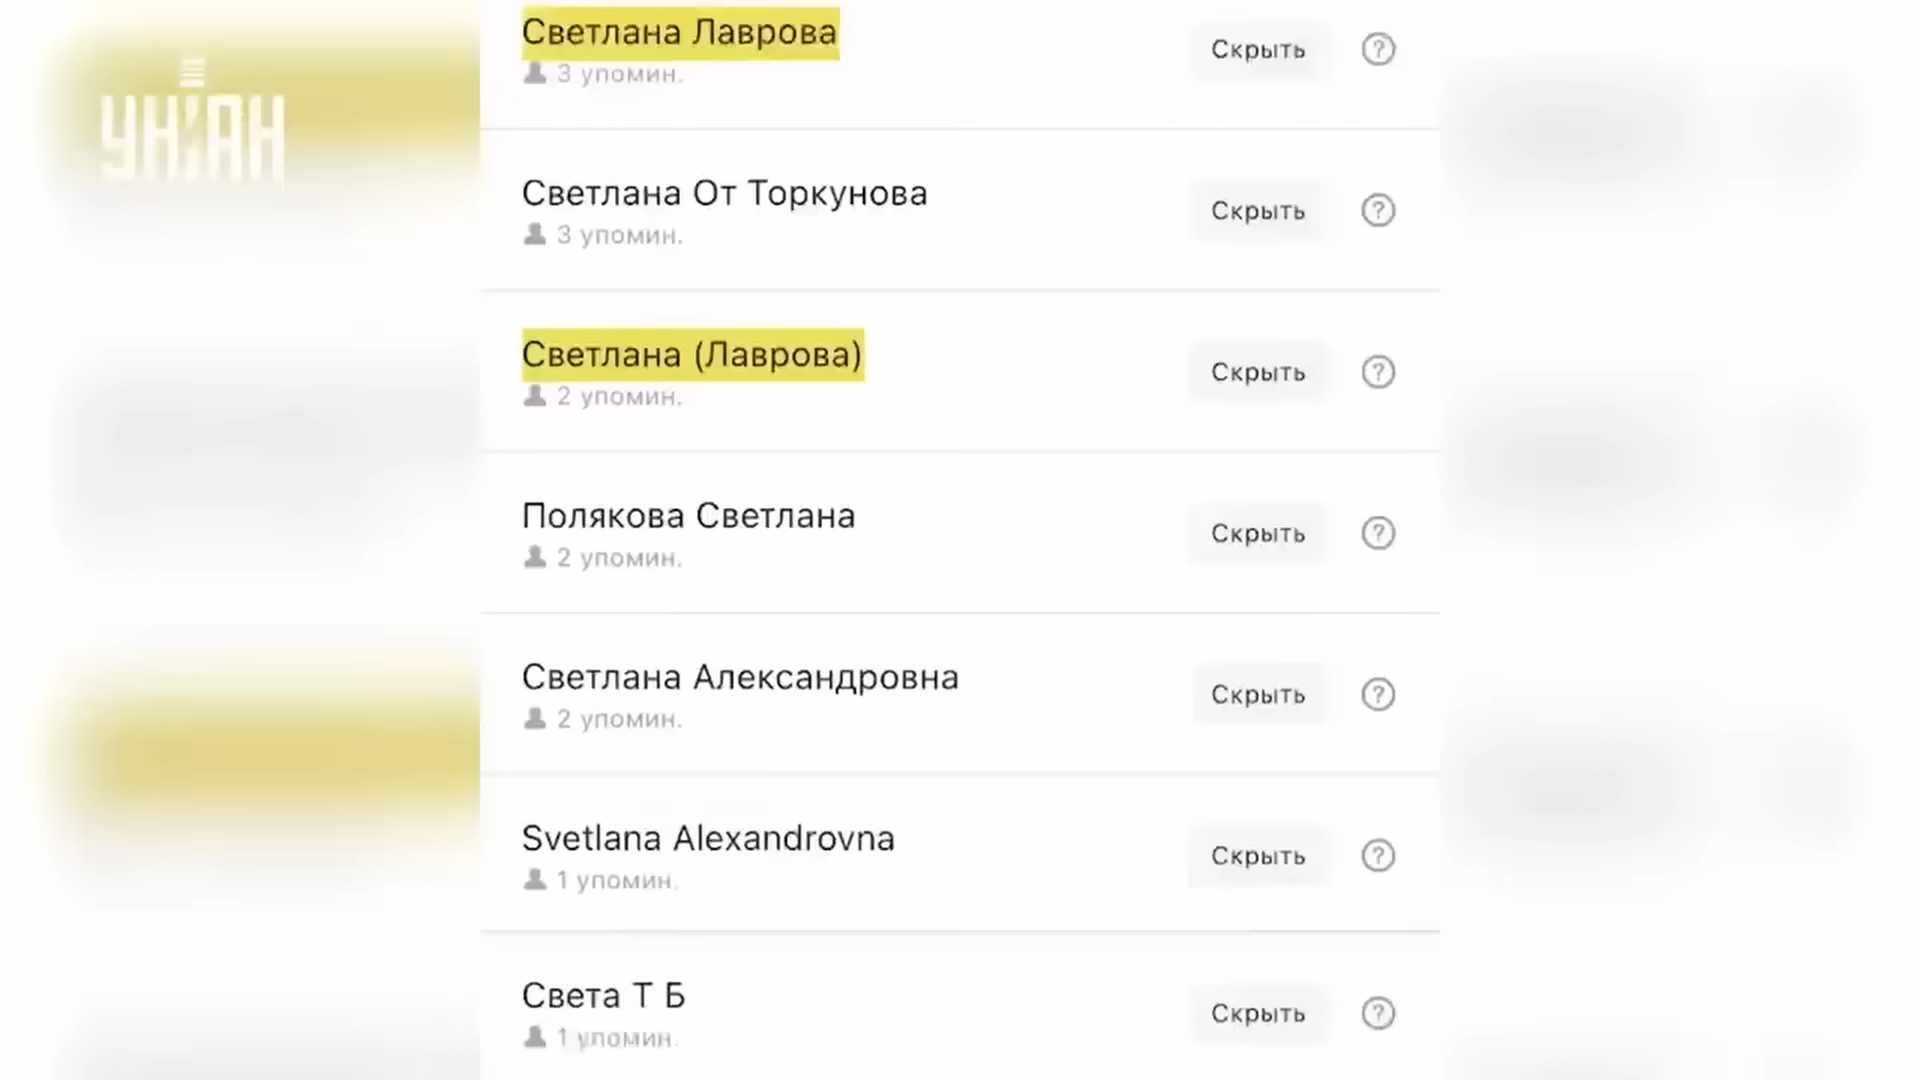 УНІАН
Светлана Лаврова
3 упомин.
Скрыть
Светлана От Торкунова
3 упомин.
Скрыть
Светлана (Лаврова)
2 упомин.
Скрыть
Полякова Светлана
2 упомин.
Скрыть
Светлана Александровна
2 упомин.
Скрыть
Svetlana Alexandrovna
1 упомин.
Скрыть
Света Т Б
1 упомин.
Скрыть